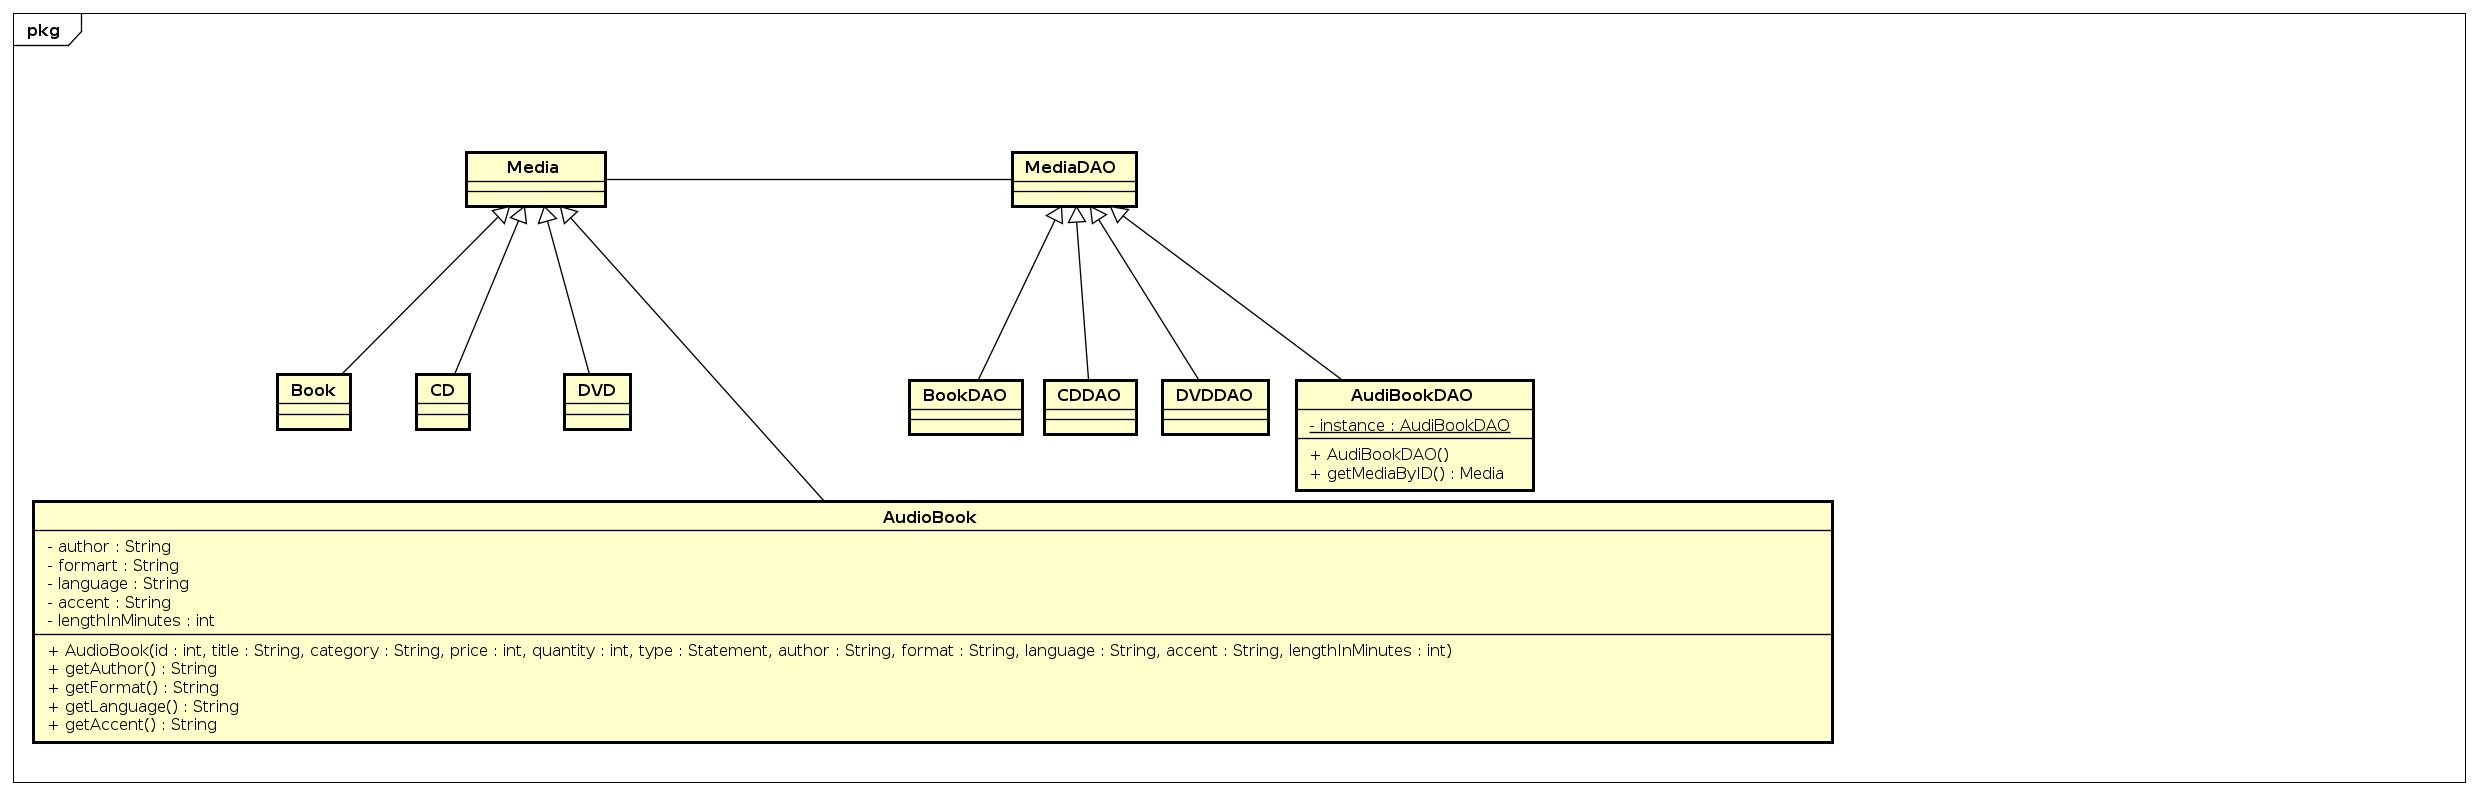 pkg
Media
MediaDAO
Book
CD
DVD
BookDAO
CDDAO
DVDDAO
AudiBookDAO
- instance : AudiBookDAO
+ AudiBookDAO()
+ getMediaByID() : Media
AudioBook
- author : String
- formart : String
- language : String
- accent : String
- lengthInMinutes : int
+ AudioBook(id : int, title : String, category : String, price : int, quantity : int, type : Statement, author : String, format : String, language : String, accent : String, lengthInMinutes : int)
+ getAuthor() : String
+ getFormat() : String
+ getLanguage() : String
+ getAccent() : String